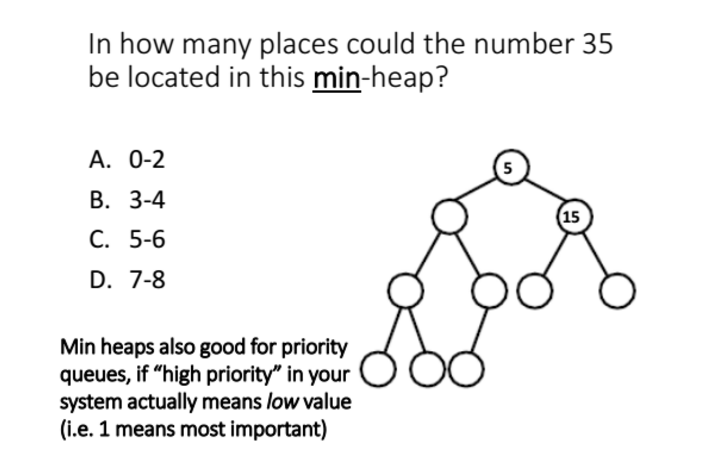 In how many places could the number 35
be located in this min-heap?
A. 0-2
B. 3-4
C. 5-6
D. 7-8
5
15
Min heaps also good for priority
queues, if “high priority” in your
system actually means low value
(i.e. 1 means most important)